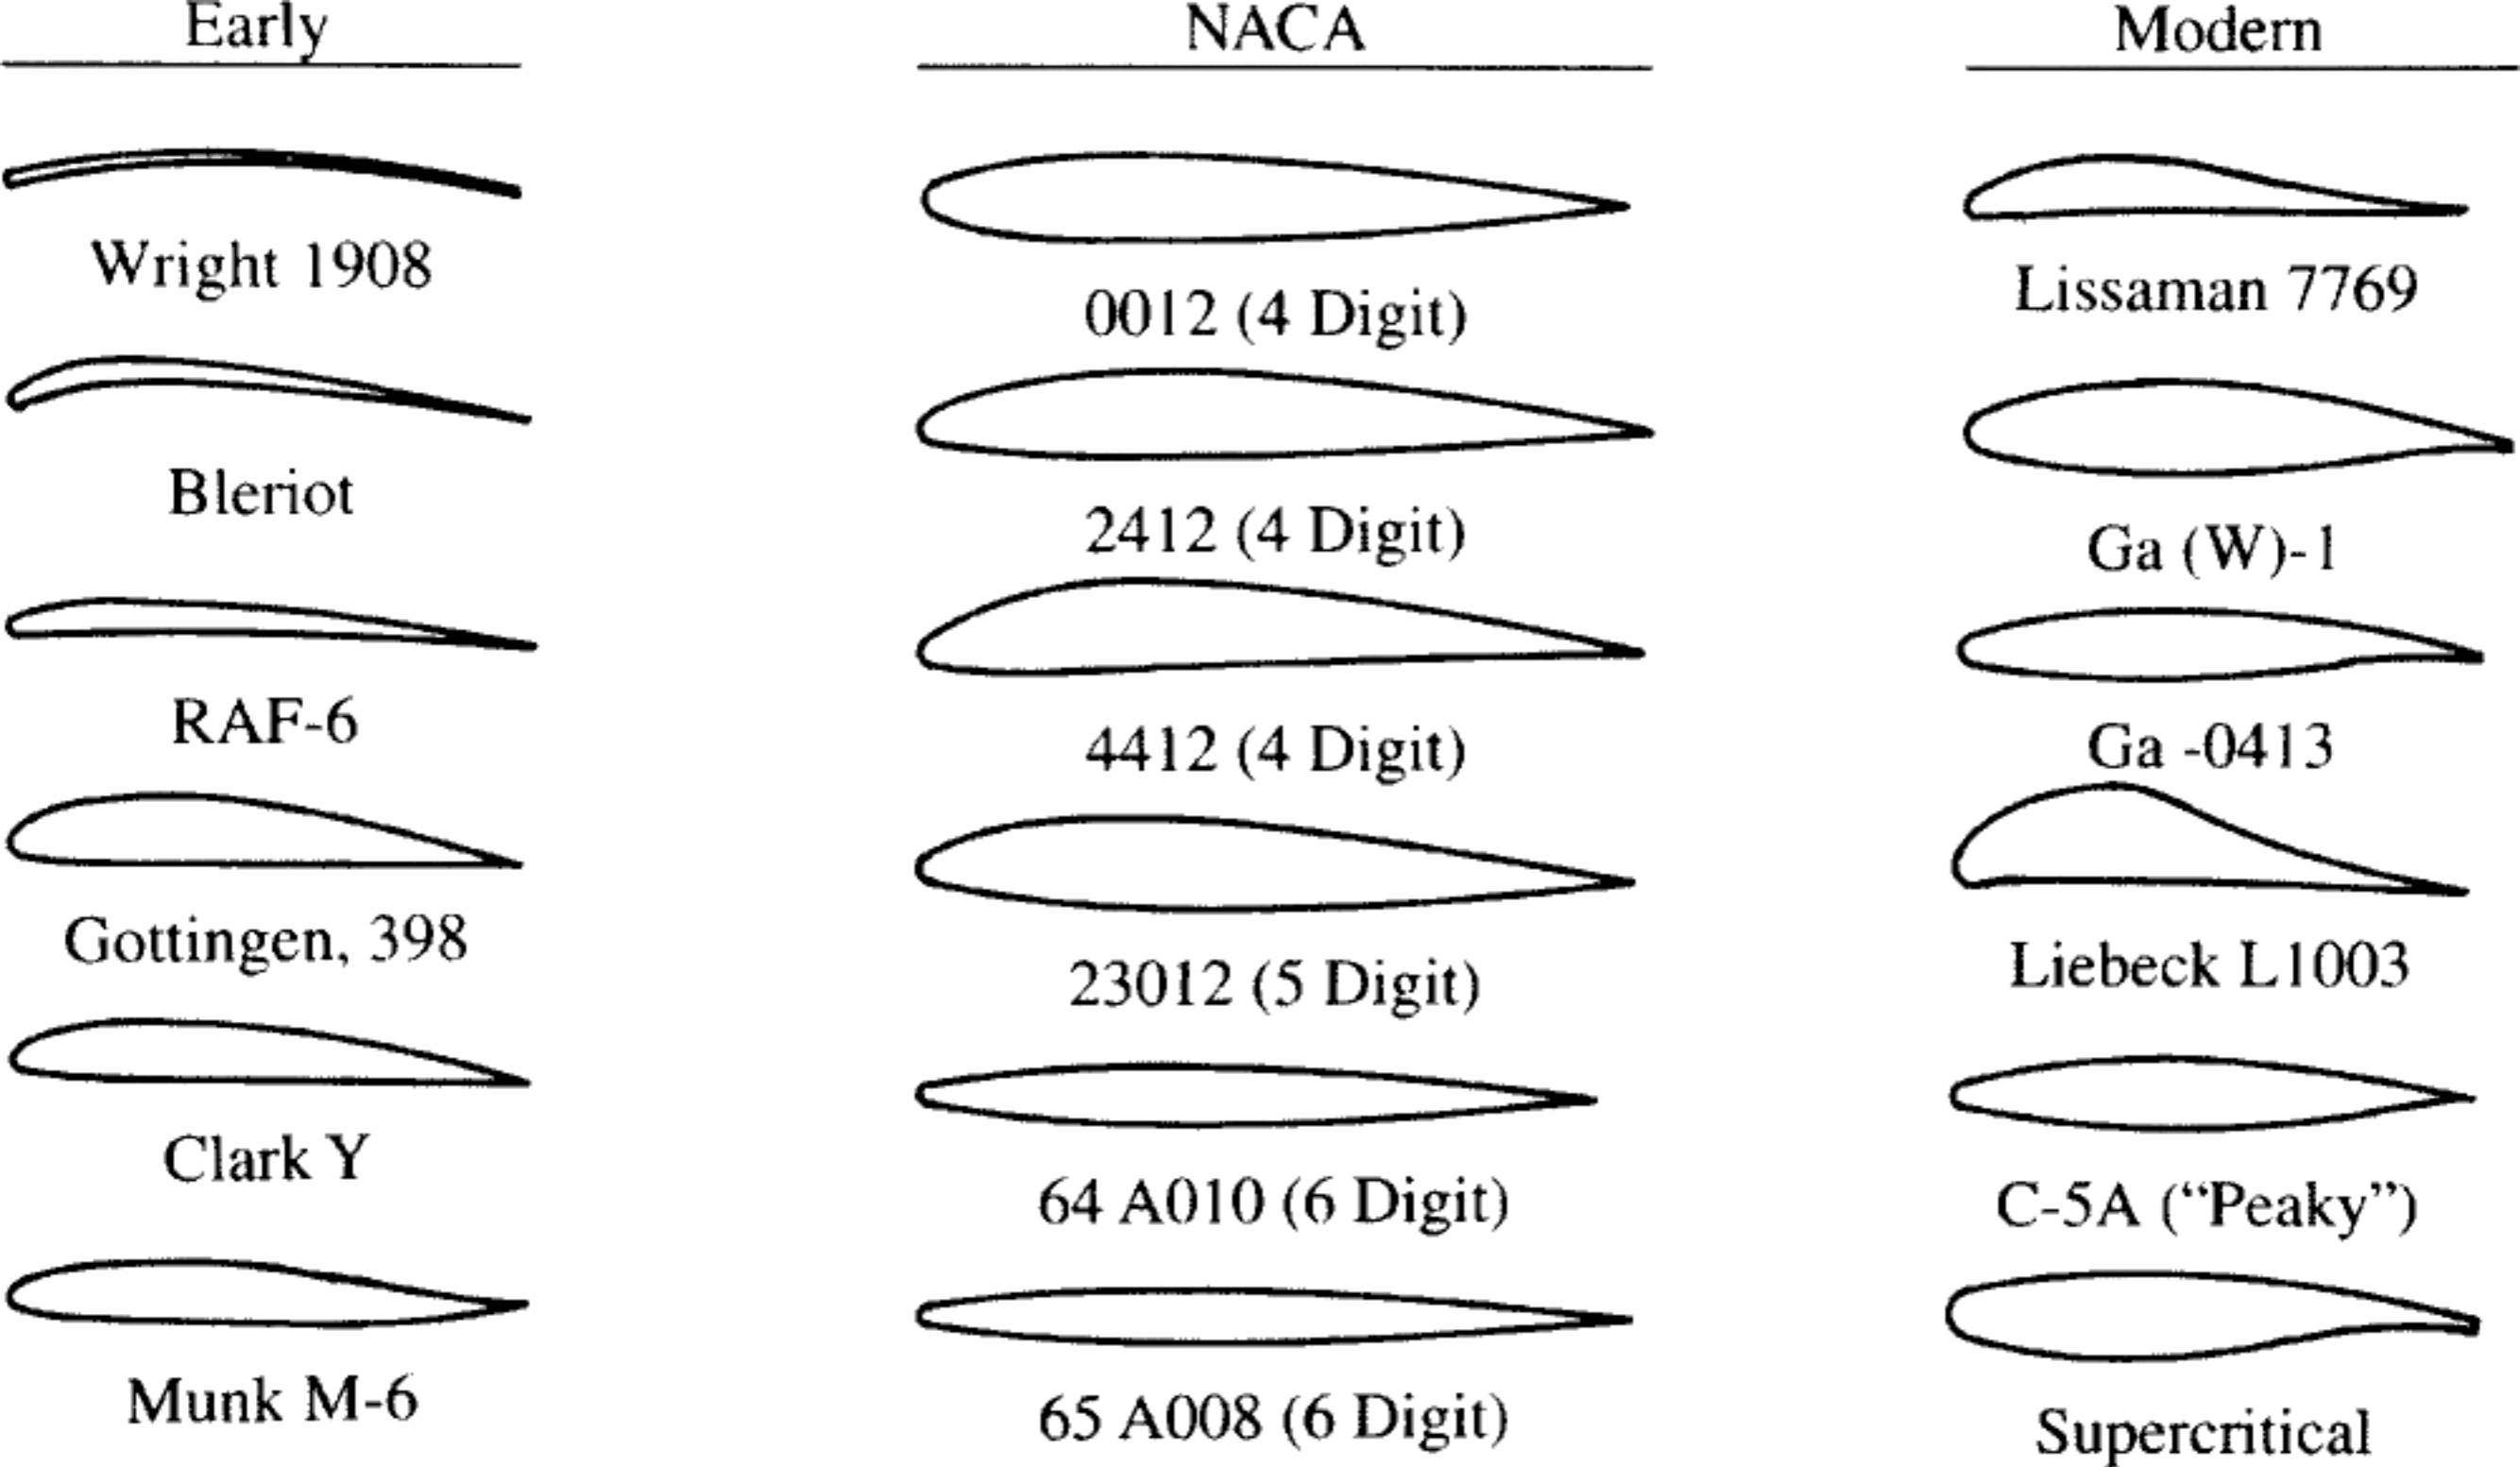 Early
Wright 1908
Bleriot
RAF-6
Gottingen, 398
Clark Y
Munk M-6
NACA
0012 (4 Digit)
2412 (4 Digit)
4412 (4 Digit)
23012 (5 Digit)
64 A010 (6 Digit)
65 A008 (6 Digit)
Modern
Lissaman 7769
Ga (W)-1
Ga -0413
Liebeck L1003
C-5A (“Peaky”)
Supercritical